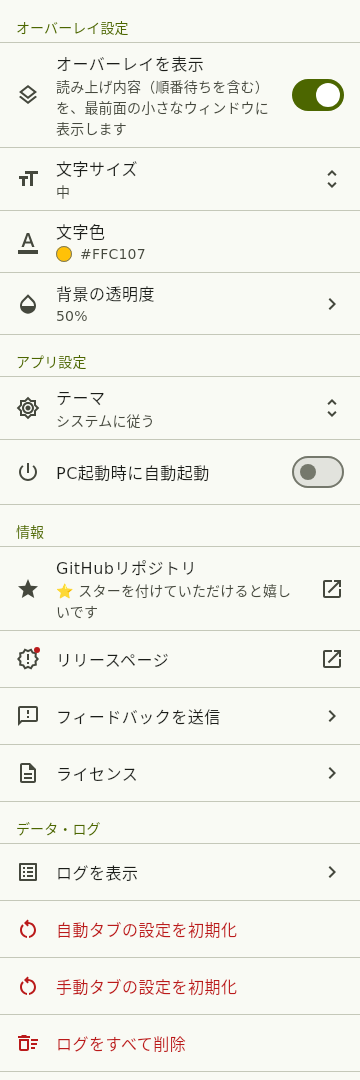 オーバーレイ設定
オーバーレイを表示
読み上げ内容（順番待ちを含む）
を、最前面の小さなウィンドウに
表示します
文字サイズ
中
文字色
#FFC107
背景の透明度
50%
アプリ設定
テーマ
システムに従う
PC起動時に自動起動
情報
GitHubリポジトリ
⭐ スターを付けていただけると嬉し
いです
リリースページ
フィードバックを送信
ライセンス
データ・ログ
ログを表示
自動タブの設定を初期化
手動タブの設定を初期化
ログをすべて削除